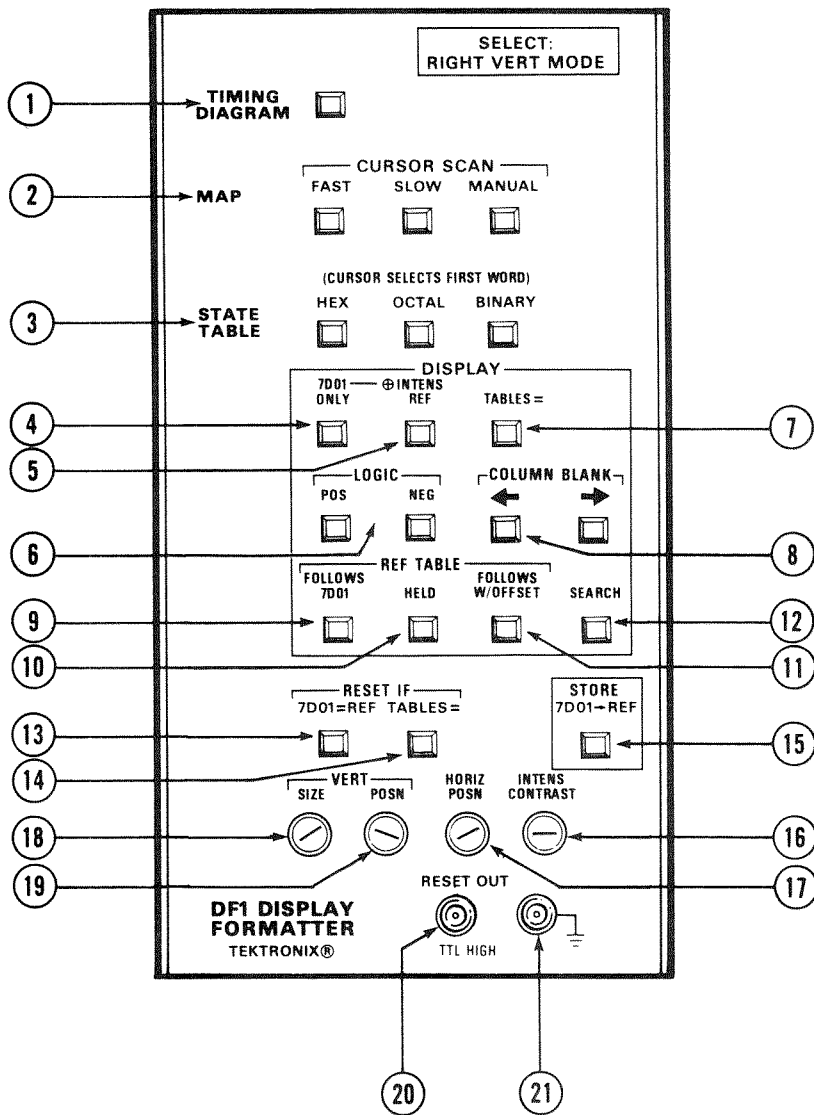 SELECT:
RIGHT VERT MODE
1
TIMING
DIAGRAM
CURSOR SCAN
2
MAP
FAST SLOW MANUAL
(CURSOR SELECTS FIRST WORD)
3
STATE
TABLE
HEX OCTAL BINARY
DISPLAY
7D01 ⊕ INTENS
ONLY REF TABLES=
4
5
7
LOGIC COLUMN BLANK
POS NEG
6
8
REF TABLE
FOLLOWS FOLLOWS
7D01 HELD W/OFFSET SEARCH
9
10
12
11
RESET IF
7D01=REF TABLES=
STORE
7D01→REF
13
14
15
VERT
SIZE POSN
HORIZ
POSN
INTENS
CONTRAST
18
19
16
17
RESET OUT
DF1 DISPLAY
FORMATTER
TEKTRONIX®
TTL HIGH
20
21